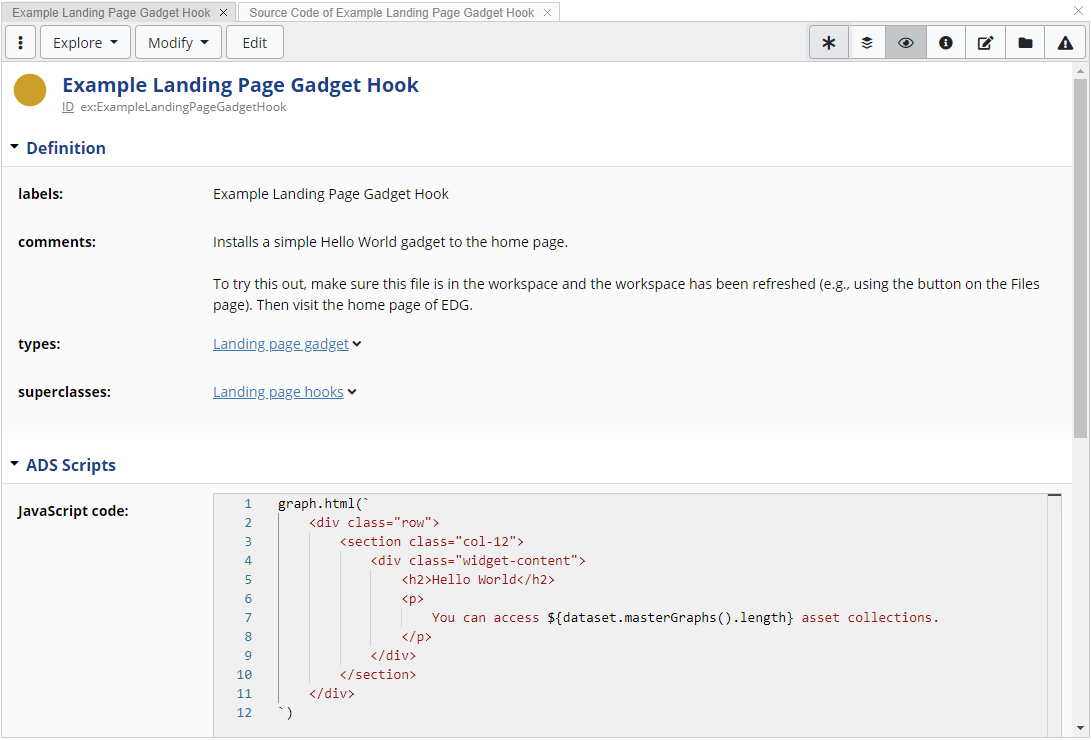 Example Landing Page Gadget Hook × Source Code of Example Landing Page Gadget Hook ×
Explore Modify Edit
Example Landing Page Gadget Hook
ID ex:ExampleLandingPageGadgetHook
Definition
labels: Example Landing Page Gadget Hook
comments: Installs a simple Hello World gadget to the home page.
To try this out, make sure this file is in the workspace and the workspace has been refreshed (e.g., using the button on the Files
page). Then visit the home page of EDG.
types: Landing page gadget
superclasses: Landing page hooks
ADS Scripts
JavaScript code:
1 graph.html(`
2 <div class="row">
3 <section class="col-12">
4 <div class="widget-content">
5 <h2>Hello World</h2>
6 <p>
7 You can access ${dataset.masterGraphs().length} asset collections.
8 </p>
9 </div>
10 </section>
11 </div>
12 `)